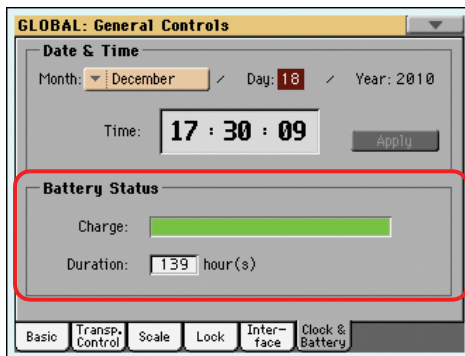 GLOBAL: General Controls
Date & Time
Month: December / Day: 18 / Year: 2010
Time: 17 : 30 : 09 Apply
Battery Status
Charge:
Duration: 139 hour(s)
Basic Transp. Control Scale Lock Inter- face Clock & Battery